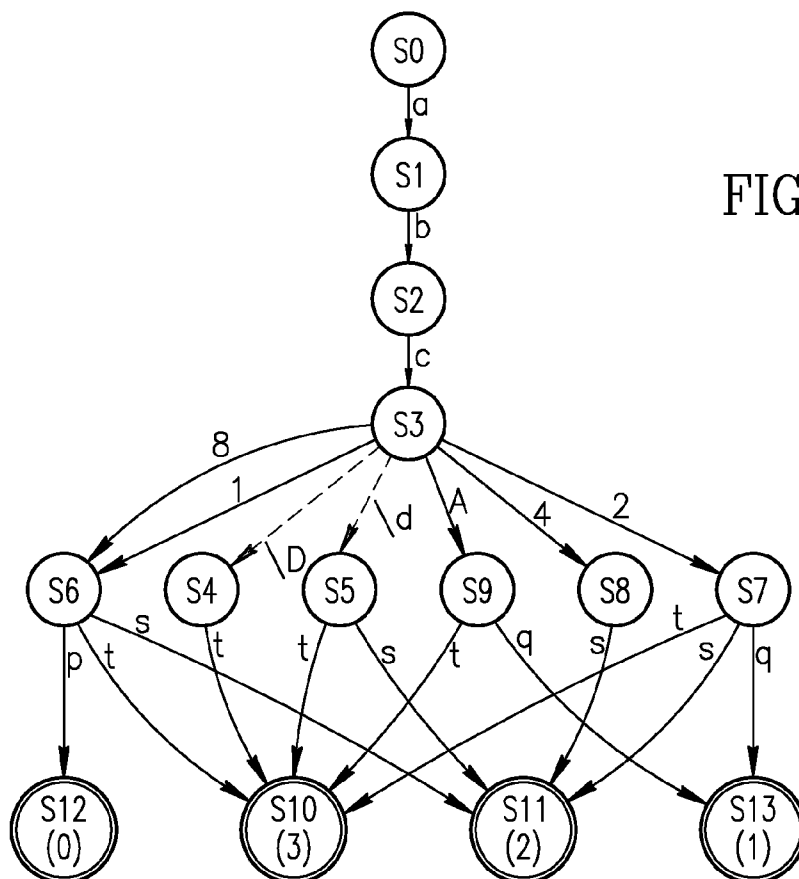 S0
a
S1
FIG
b
S2
c
S3
8
1
\D
\d
A
4
2
S6
S4
S5
S9
S8
S7
p
t
s
t
t
s
t
q
s
t
s
q
S12
(0)
S10
(3)
S11
(2)
S13
(1)